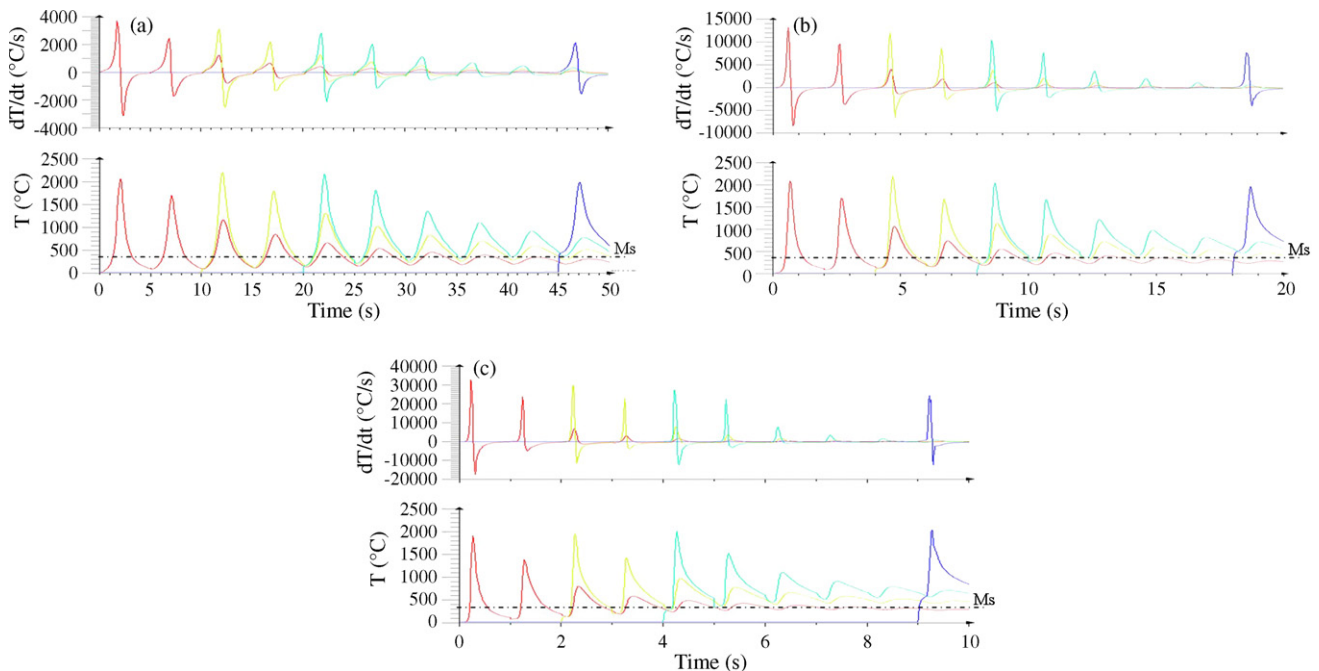 (a)
dT/dt (°C/s)
4000
2000
0
-2000
-4000
T (°C)
2500
2000
1500
1000
500
0
Ms
0 5 10 15 20 25 30 35 40 45 50
Time (s)
(b)
dT/dt (°C/s)
15000
10000
5000
0
-5000
-10000
T (°C)
2500
2000
1500
1000
500
0
Ms
0 5 10 15 20
Time (s)
(c)
dT/dt (°C/s)
40000
30000
20000
10000
0
-10000
-20000
T (°C)
2500
2000
1500
1000
500
0
Ms
0 2 4 6 8 10
Time (s)